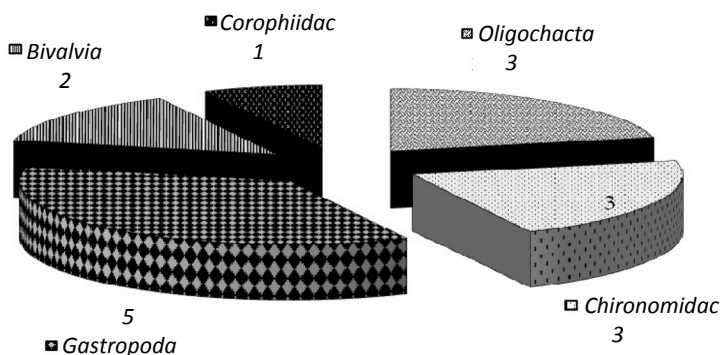 Corophiidac
1
Oligochacta
3
Bivalvia
2
3
Chironomidac
3
5
Gastropoda